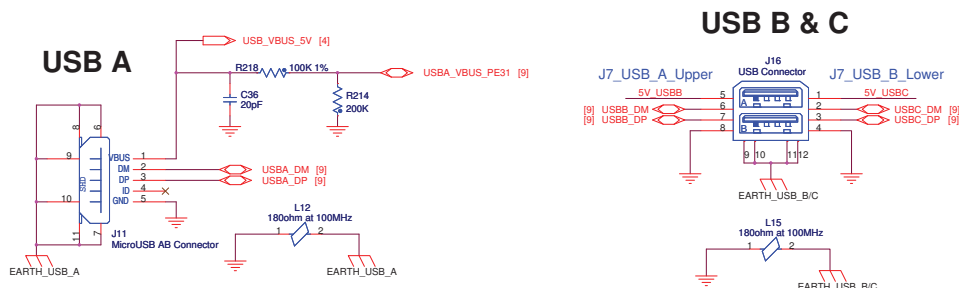 USB A
USB_VBUS_5V [4]
R218
100K 1%
USBA_VBUS_PE31 [9]
C36
20pF
R214
200K
8
6
9
VBUS
1
DM
2
USBA_DM [9]
SHD
DP
3
USBA_DP [9]
ID
4
10
GND
5
11
7
J11
MicroUSB AB Connector
L12
180ohm at 100MHz
1
2
EARTH_USB_A
EARTH_USB_A
USB B & C
J16
USB Connector
J7_USB_A_Upper
J7_USB_B_Lower
5V_USBB
5
1
5V_USBC
[9] USBB_DM
6
A
2
USBC_DM [9]
[9] USBB_DP
7
3
USBC_DP [9]
8
B
4
9 10 11 12
EARTH_USB_B/C
L15
180ohm at 100MHz
1
2
EARTH_USB_B/C